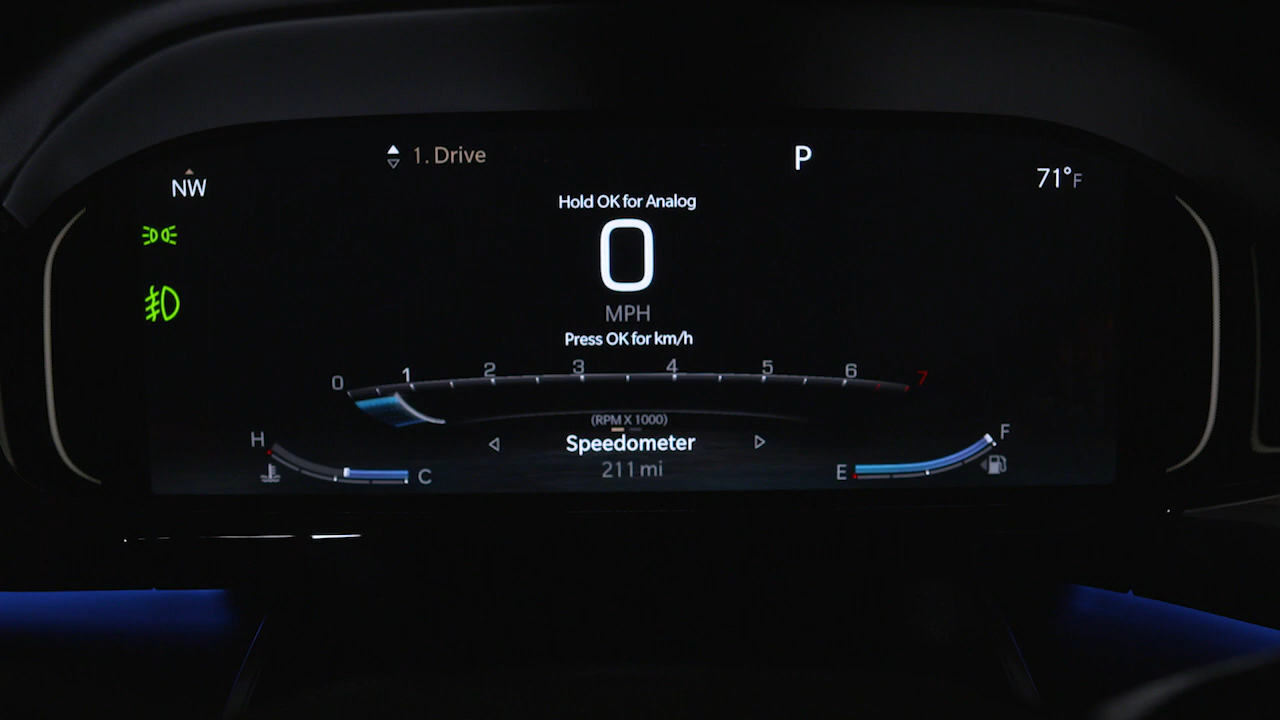 1. Drive
P
NW
71°F
Hold OK for Analog
0
MPH
Press OK for km/h
0 1 2 3 4 5 6 7
(RPM X 1000)
H
Speedometer
F
C
211 mi
E